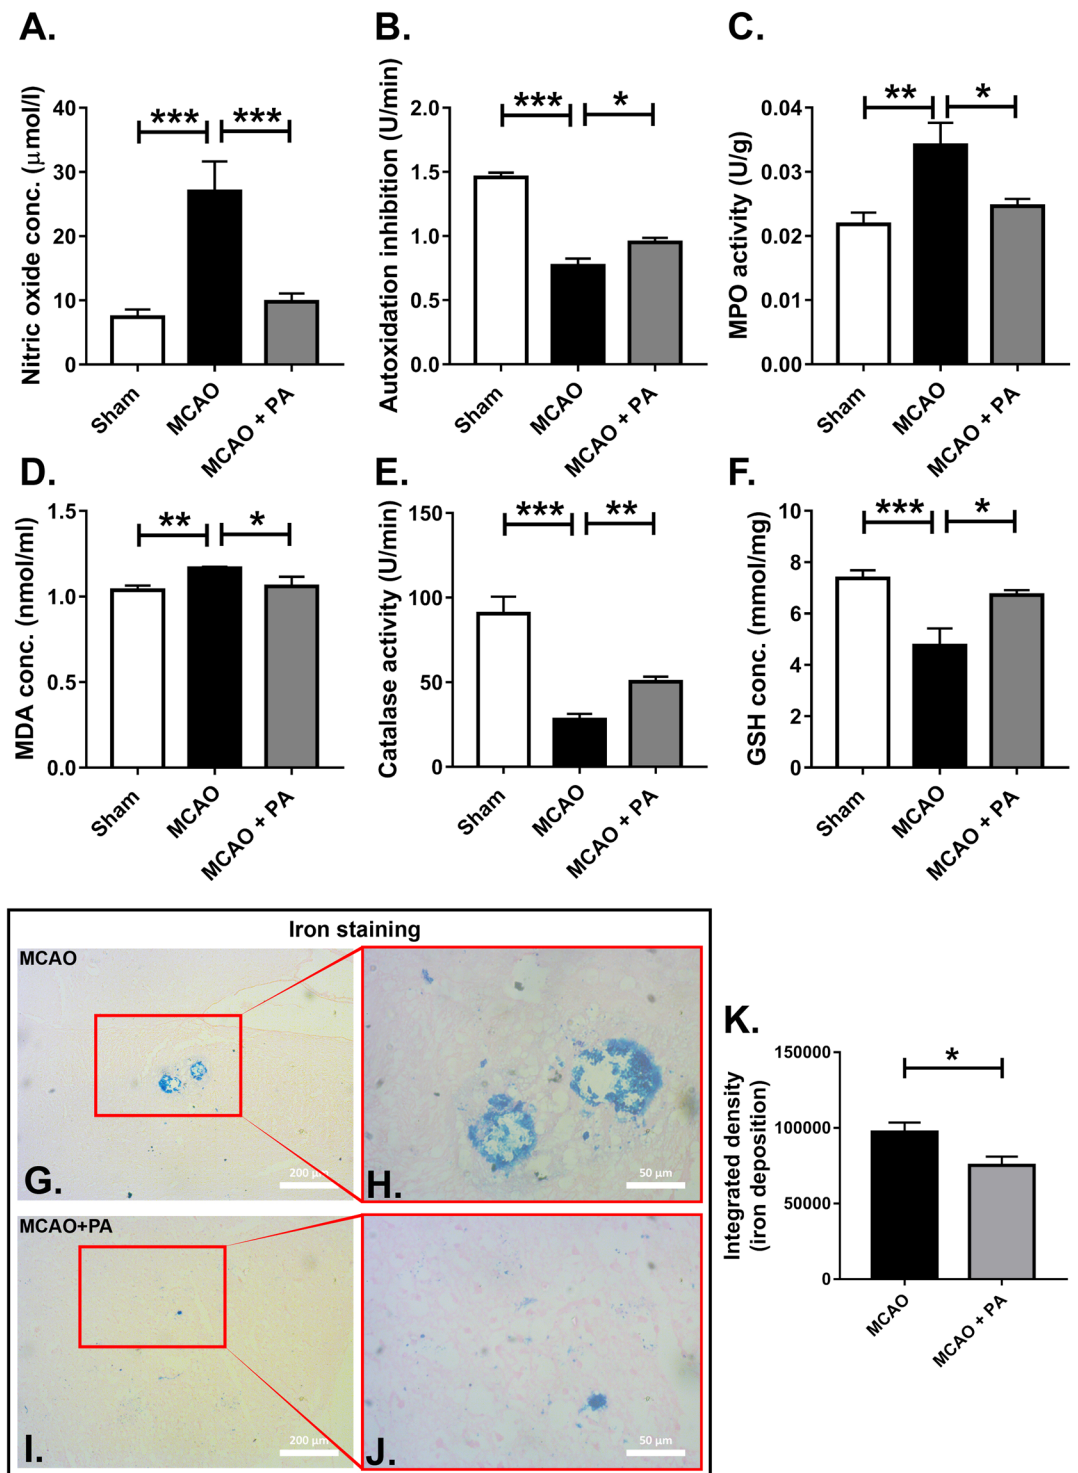 A.
Nitric oxide conc. (μmol/l)
40
30
20
10
0
***
***
Sham
MCAO
MCAO + PA
B.
Autoxidation inhibition (U/min)
2.0
1.5
1.0
0.5
0.0
***
*
Sham
MCAO
MCAO + PA
C.
MPO activity (U/g)
0.04
0.03
0.02
0.01
0.00
**
*
Sham
MCAO
MCAO + PA
D.
MDA conc. (nmol/ml)
1.5
1.0
0.5
0.0
**
*
Sham
MCAO
MCAO + PA
E.
Catalase activity (U/min)
150
100
50
0
***
**
Sham
MCAO
MCAO + PA
F.
GSH conc. (mmol/mg)
10
8
6
4
2
0
***
*
Sham
MCAO
MCAO + PA
Iron staining
MCAO
G.
200 μm
H.
50 μm
MCAO+PA
I.
200 μm
J.
50 μm
K.
Integrated density
(iron deposition)
150000
100000
50000
0
*
MCAO
MCAO + PA